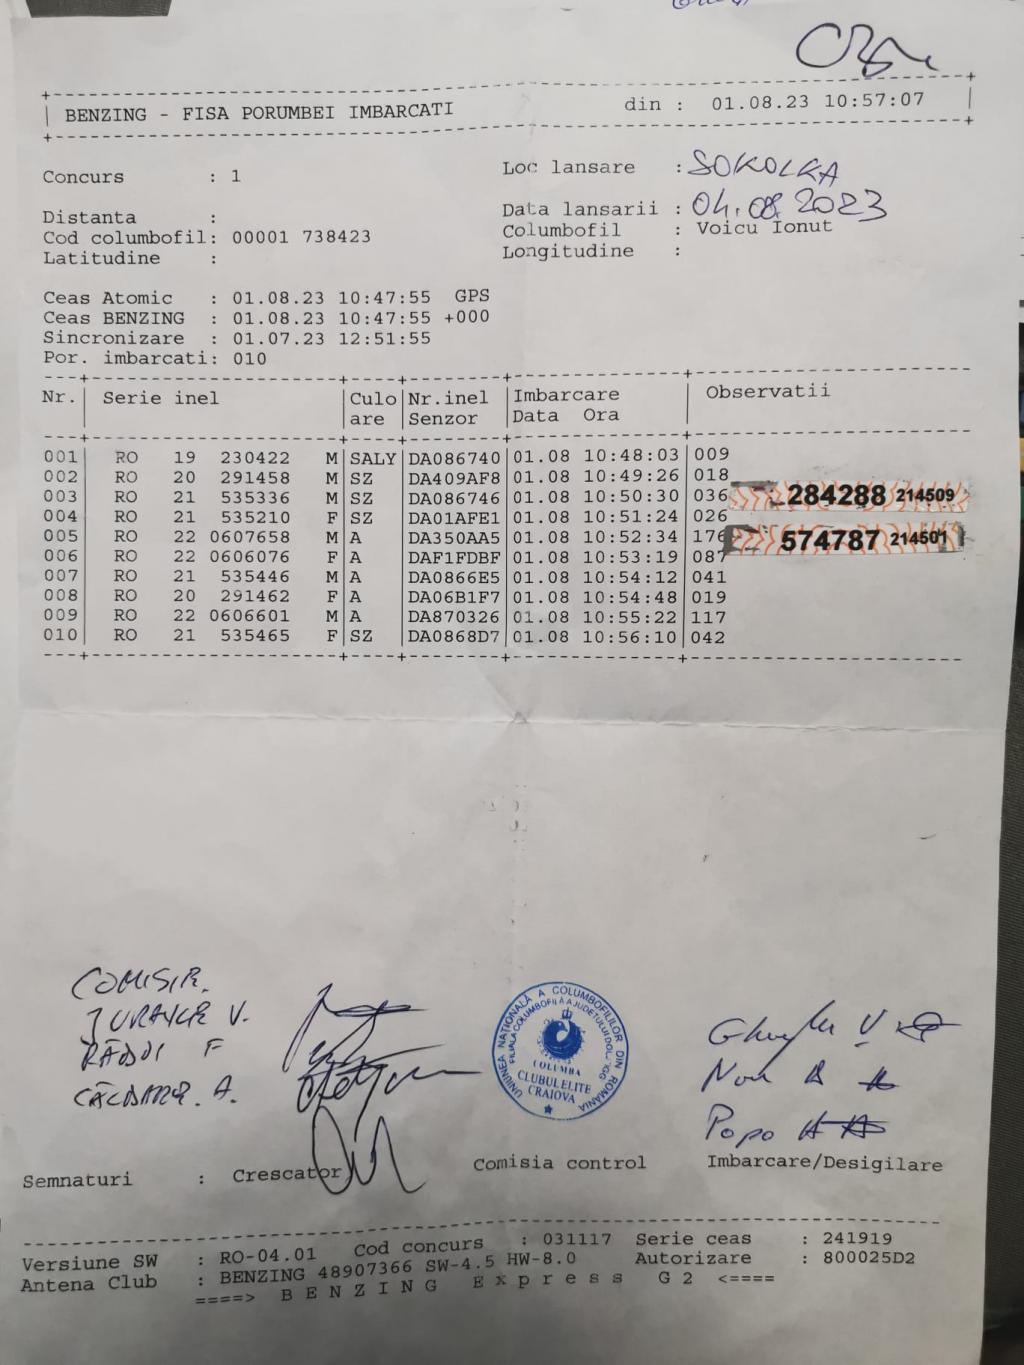 BENZING - FISA PORUMBEI IMBARCATI din : 01.08.23 10:57:07
Concurs : 1 Loc lansare : SOKOLKA
Distanta : Data lansarii : 04.08.2023
Cod columbofil: 00001 738423 Columbofil : Voicu Ionut
Latitudine : Longitudine :
Ceas Atomic : 01.08.23 10:47:55 GPS
Ceas BENZING : 01.08.23 10:47:55 +000
Sincronizare : 01.07.23 12:51:55
Por. imbarcati: 010
Nr. Serie inel Culo Nr.inel Imbarcare Observatii
are Senzor Data Ora
001 RO 19 230422 M SALY DA086740 01.08 10:48:03 009
002 RO 20 291458 M SZ DA409AF8 01.08 10:49:26 018
003 RO 21 535336 M SZ DA086746 01.08 10:50:30 036 284288 214509
004 RO 21 535210 F SZ DA01AFE1 01.08 10:51:24 026
005 RO 22 0607658 M A DA350AA5 01.08 10:52:34 176 574787 214501
006 RO 22 0606076 F A DAF1FDBF 01.08 10:53:19 087
007 RO 21 535446 M A DA0866E5 01.08 10:54:12 041
008 RO 20 291462 F A DA06B1F7 01.08 10:54:48 019
009 RO 22 0606601 M A DA870326 01.08 10:55:22 117
010 RO 21 535465 F SZ DA0868D7 01.08 10:56:10 042
UNIUNEA NAȚIONALĂ A COLUMBOFILILOR DIN ROMÂNIA
FILIALA COLUMBOFILĂ A JUDEȚULUI DOLJ
COLUMBA
CLUBUL ELITE
CRAIOVA
RĂDOI F
Popo
Semnaturi : Crescator Comisia control Imbarcare/Desigilare
Versiune SW : RO-04.01 Cod concurs : 031117 Serie ceas : 241919
Antena Club : BENZING 48907366 SW-4.5 HW-8.0 Autorizare : 800025D2
====> B E N Z I N G E x p r e s s G 2 <====